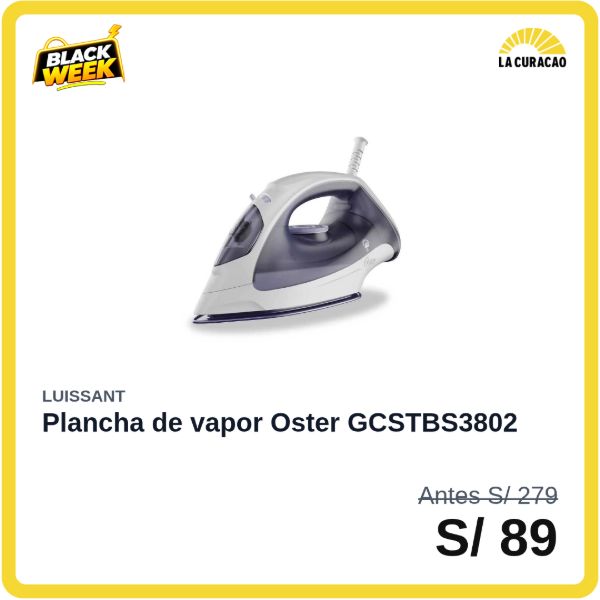 BLACK
WEEK
LA CURACAO
LUISSANT
Plancha de vapor Oster GCSTBS3802
Antes S/ 279
S/ 89